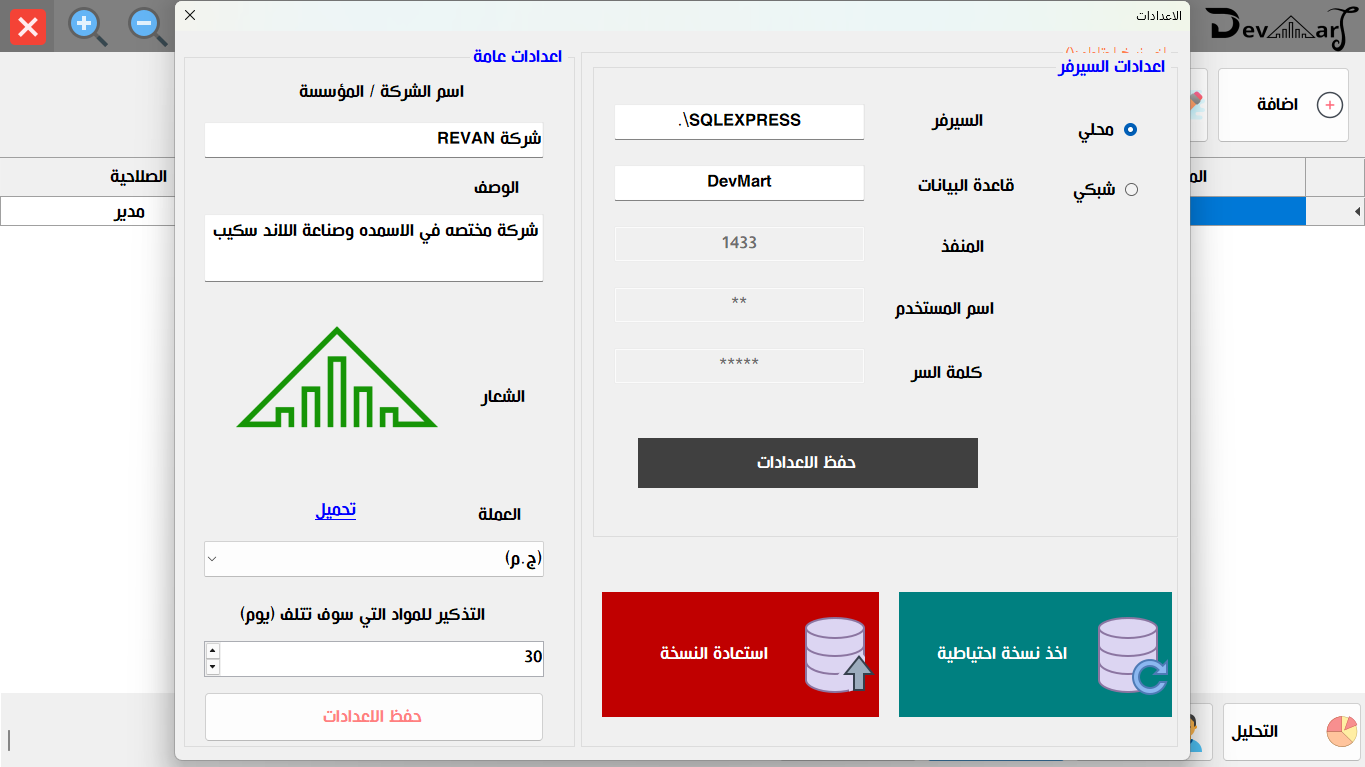 الاعدادات
DevMart
اضافة
الصلاحية
مدير
التحليل
اعدادات السيرفر
محلي
شبكي
السيرفر
.\SQLEXPRESS
قاعدة البيانات
DevMart
المنفذ
1433
اسم المستخدم
**
كلمة السر
*****
حفظ الاعدادات
اخذ نسخة احتياطية
استعادة النسخة
اعدادات عامة
اسم الشركة / المؤسسة
شركة REVAN
الوصف
شركة مختصه في الاسمده وصناعة اللاند سكيب
الشعار
تحميل
العملة
(ج.م)
التذكير للمواد التي سوف تتلف (يوم)
30
حفظ الاعدادات